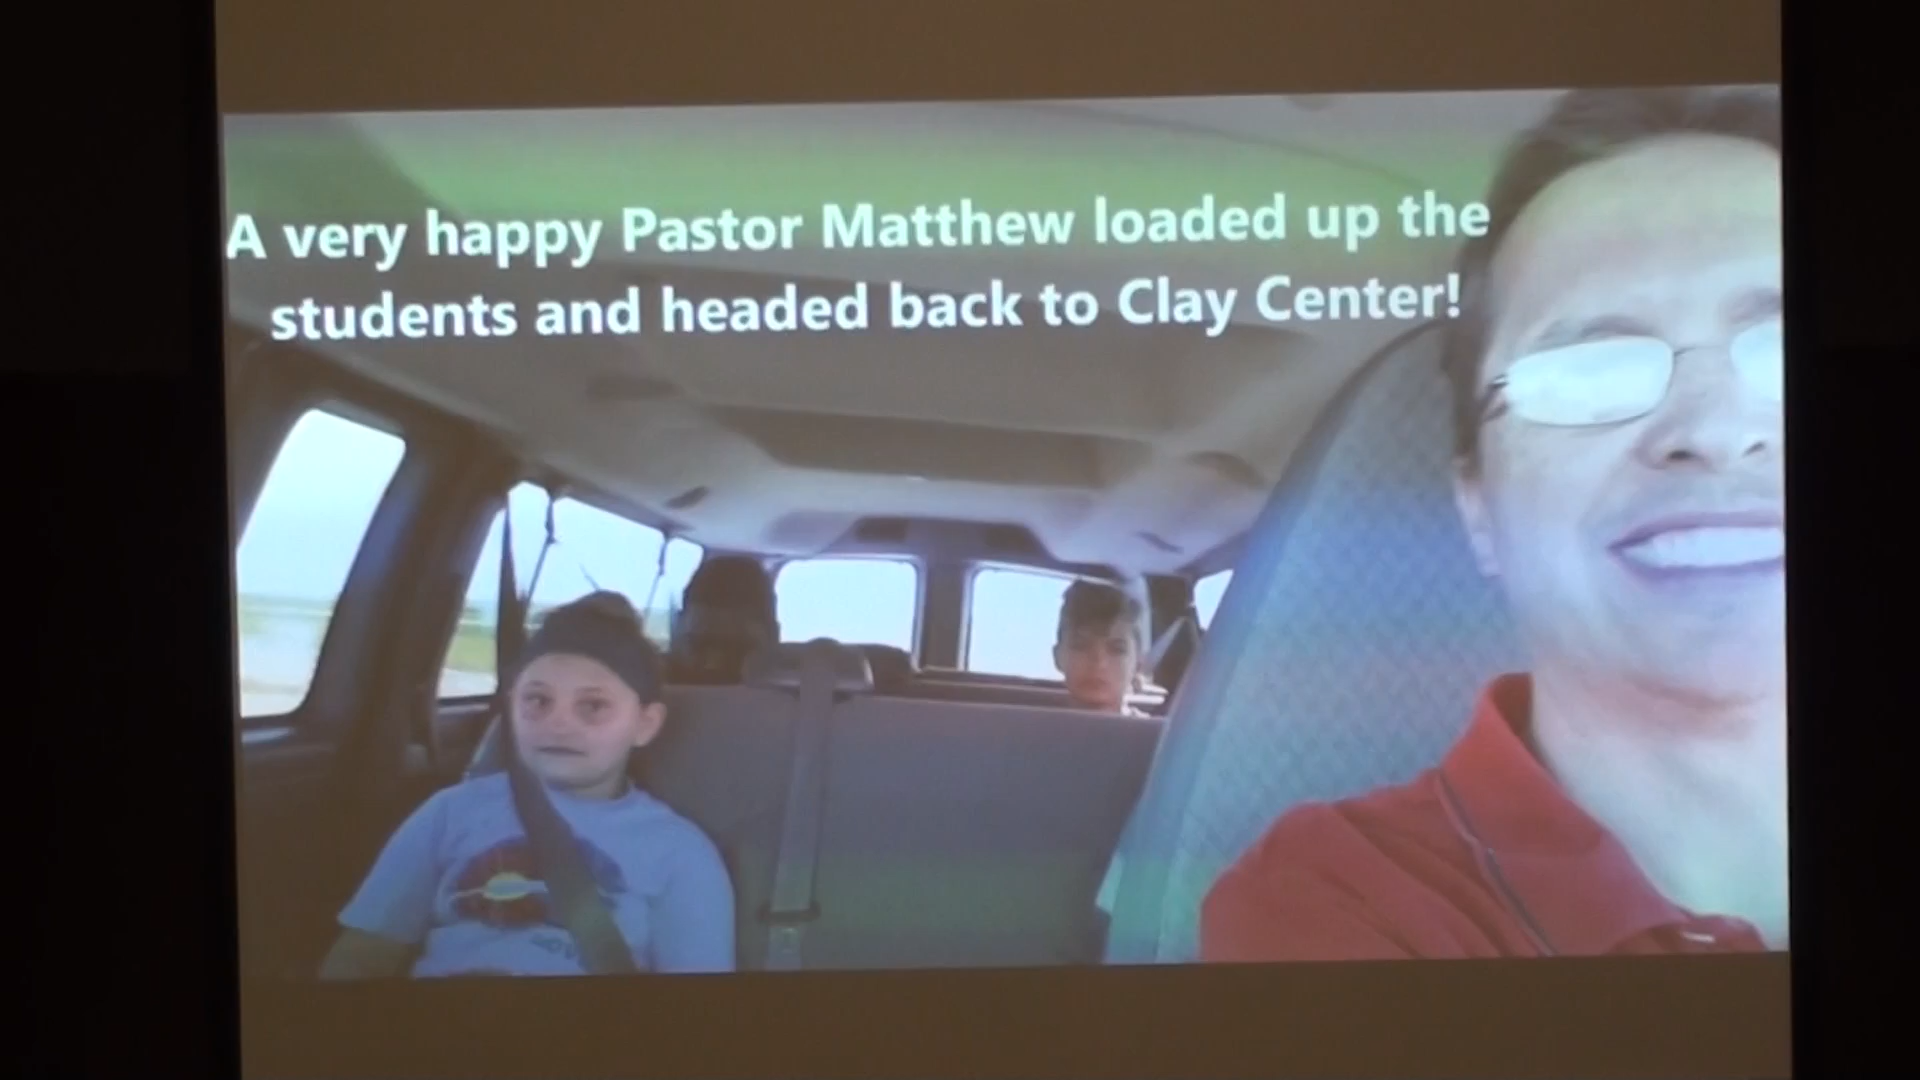 A very happy Pastor Matthew loaded up the
students and headed back to Clay Center!